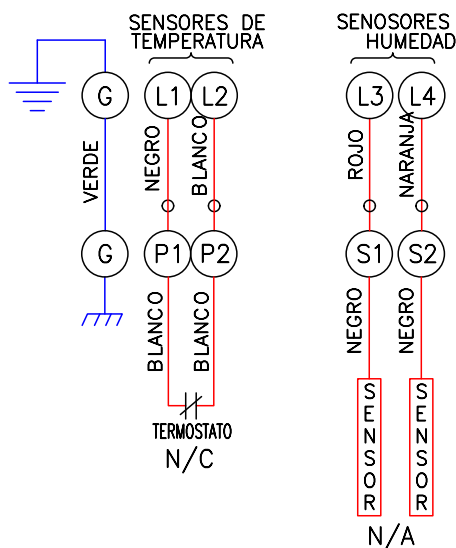 SENSORES DE
TEMPERATURA
SENOSORES
HUMEDAD
G
L1
L2
L3
L4
VERDE
NEGRO
BLANCO
ROJO
NARANJA
G
P1
P2
S1
S2
BLANCO
BLANCO
NEGRO
NEGRO
TERMOSTATO
N/C
SENSOR
SENSOR
N/A